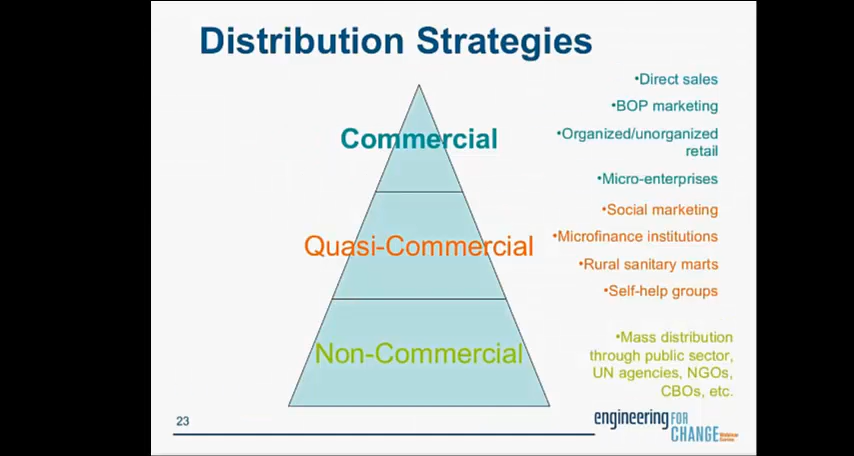 Distribution Strategies
Commercial
Quasi-Commercial
Non-Commercial
•Direct sales
•BOP marketing
•Organized/unorganized
retail
•Micro-enterprises
•Social marketing
•Microfinance institutions
•Rural sanitary marts
•Self-help groups
•Mass distribution
through public sector,
UN agencies, NGOs,
CBOs, etc.
23
engineering FOR
CHANGE Webinar
Series